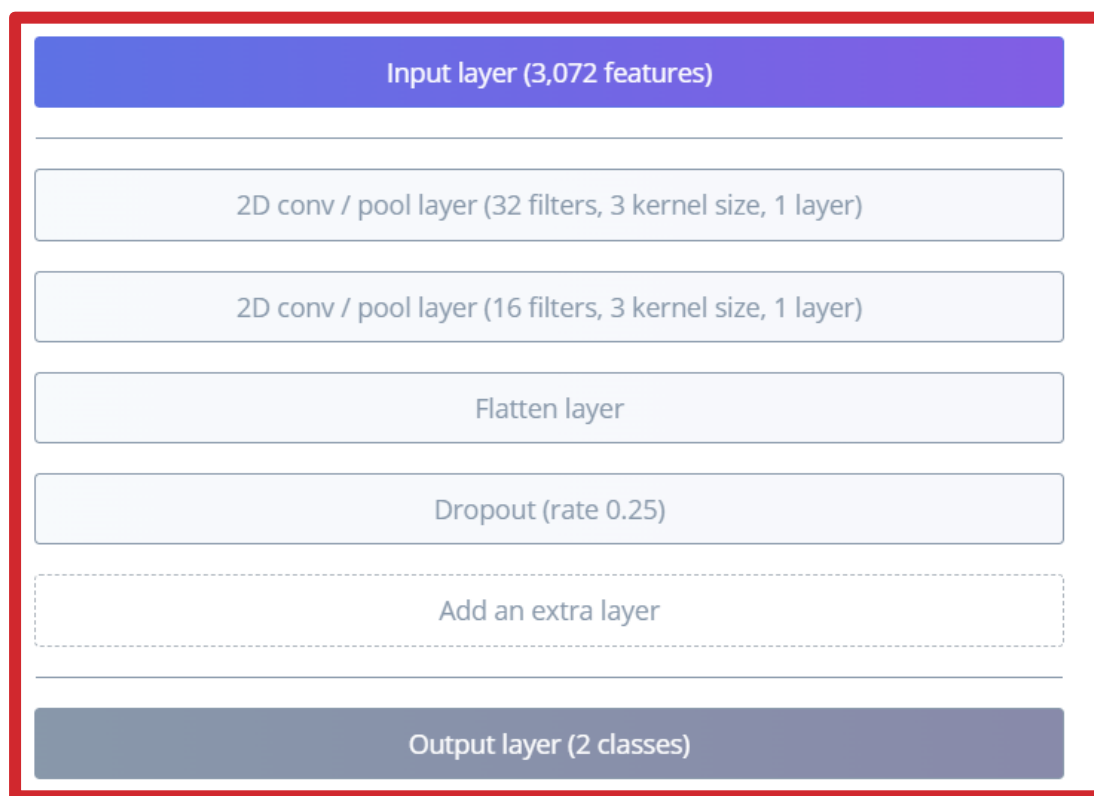 Input layer (3,072 features)
2D conv / pool layer (32 filters, 3 kernel size, 1 layer)
2D conv / pool layer (16 filters, 3 kernel size, 1 layer)
Flatten layer
Dropout (rate 0.25)
Add an extra layer
Output layer (2 classes)